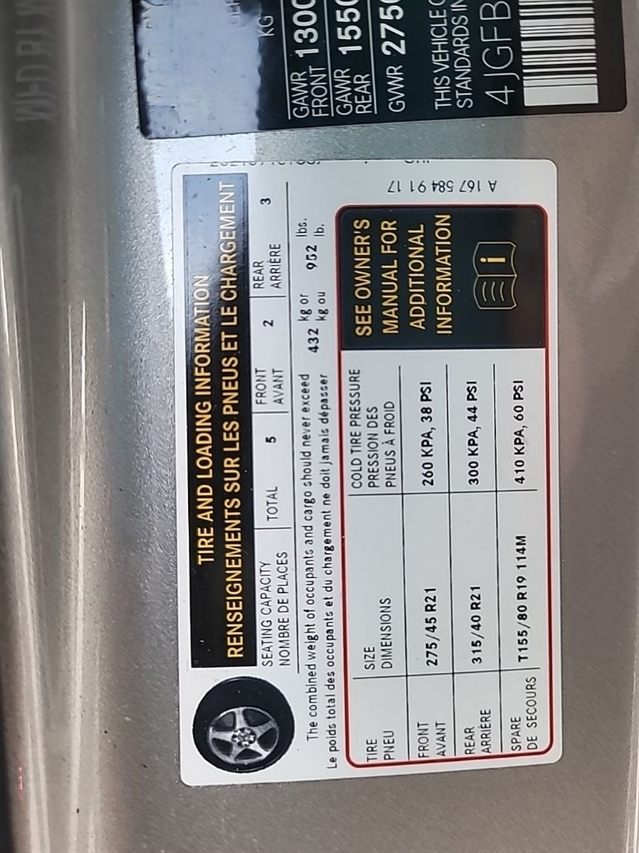 TIRE AND LOADING INFORMATION
RENSEIGNEMENTS SUR LES PNEUS ET LE CHARGEMENT
SEATING CAPACITY
NOMBRE DE PLACES
TOTAL 5
FRONT
AVANT
2
REAR
ARRIÈRE
3
The combined weight of occupants and cargo should never exceed 432 kg or 952 lbs.
Le poids total des occupants et du chargement ne doit jamais dépasser kg ou lb.
TIRE
PNEU
SIZE
DIMENSIONS
COLD TIRE PRESSURE
PRESSION DES
PNEUS À FROID
FRONT
AVANT
275/45 R21
260 KPA, 38 PSI
REAR
ARRIÈRE
315/40 R21
300 KPA, 44 PSI
SPARE
DE SECOURS
T155/80 R19 114M
410 KPA, 60 PSI
SEE OWNER'S
MANUAL FOR
ADDITIONAL
INFORMATION
i
A 167 584 91 17
KG
GAWR
FRONT 1300
GAWR
REAR 1550
GVWR 2750
THIS VEHICLE
STANDARDS IN
4JGFB